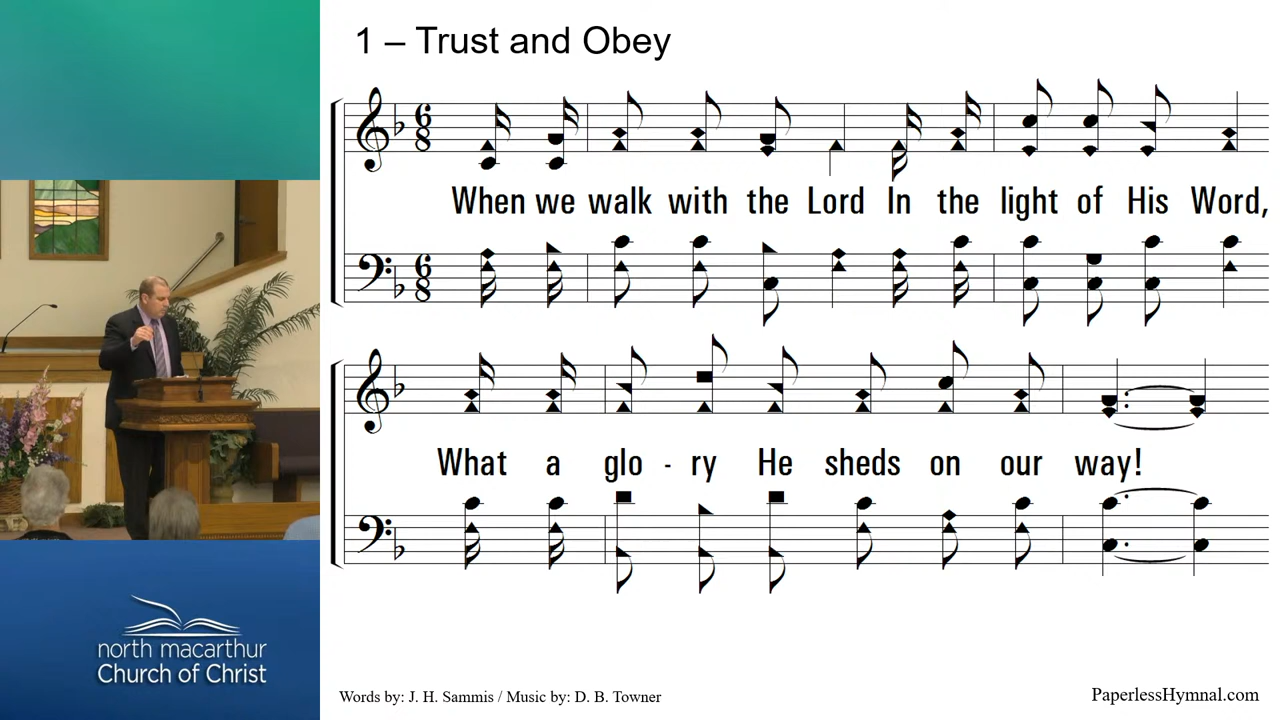 1 – Trust and Obey
When we walk with the Lord In the light of His Word,
What a glo - ry He sheds on our way!
north macarthur
Church of Christ
Words by: J. H. Sammis / Music by: D. B. Towner
PaperlessHymnal.com